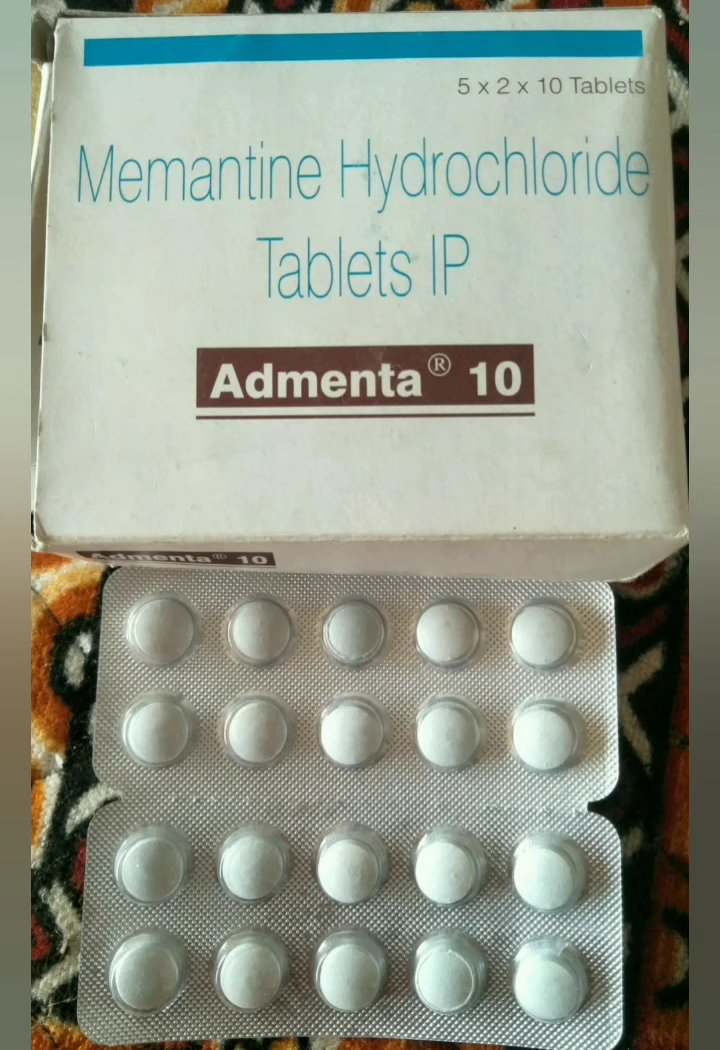 5 x 2 x 10 Tablets
Memantine Hydrochloride
Tablets IP
Admenta® 10
Admenta® 10